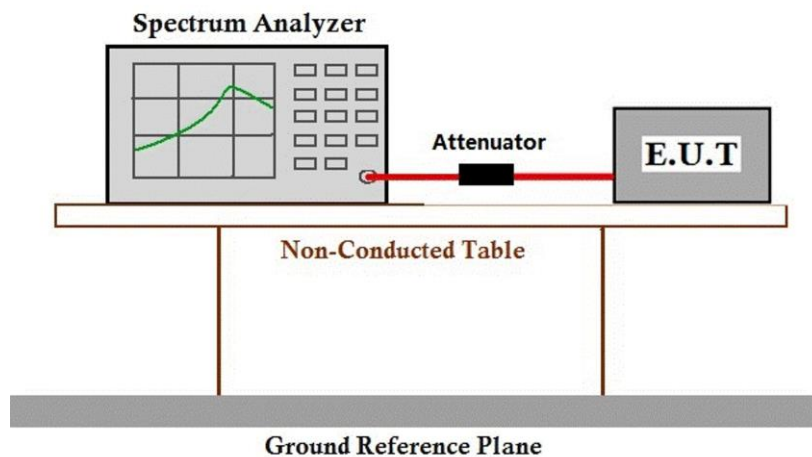 Spectrum Analyzer
Attenuator
E.U.T
Non-Conducted Table
Ground Reference Plane